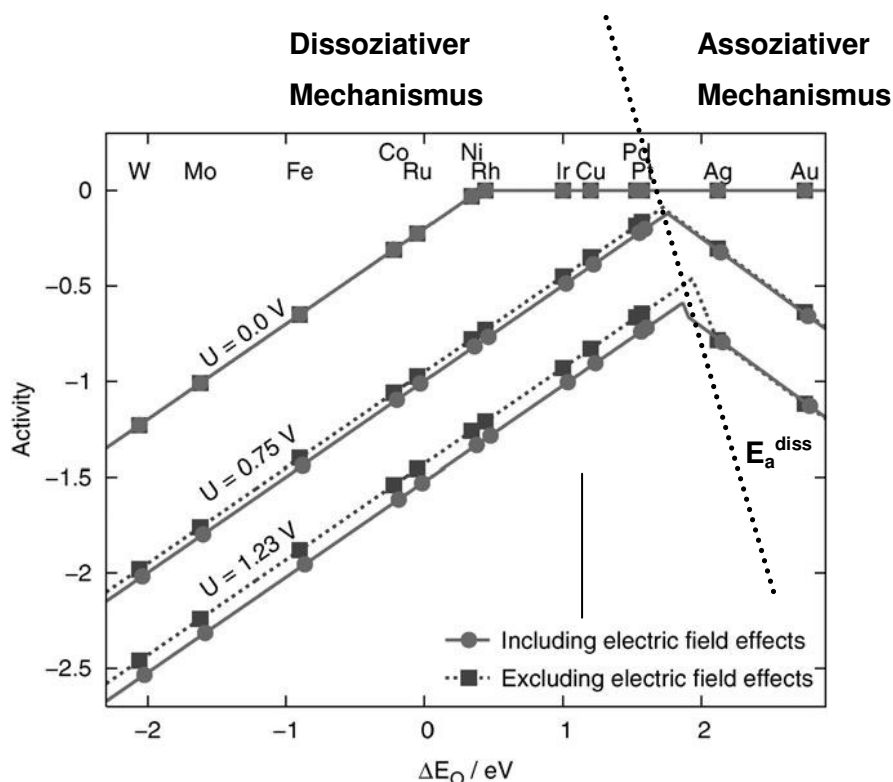 Dissoziativer
Mechanismus
Assoziativer
Mechanismus
W Mo Fe Co Ru Ni Rh Ir Cu Pd Pt Ag Au
0
−0.5
−1
−1.5
−2
−2.5
Activity
U = 0.0 V
U = 0.75 V
U = 1.23 V
Eₐᵈⁱˢˢ
Including electric field effects
Excluding electric field effects
−2 −1 0 1 2
ΔE_O / eV